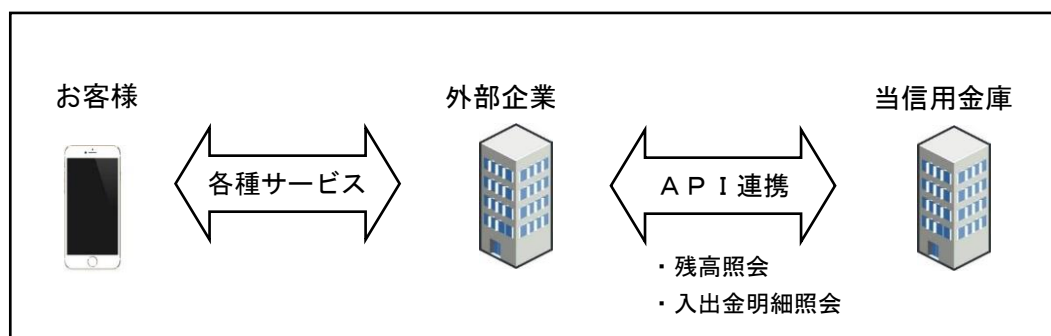 お客様
外部企業
当信用金庫
各種サービス
ＡＰＩ連携
・残高照会
・入出金明細照会